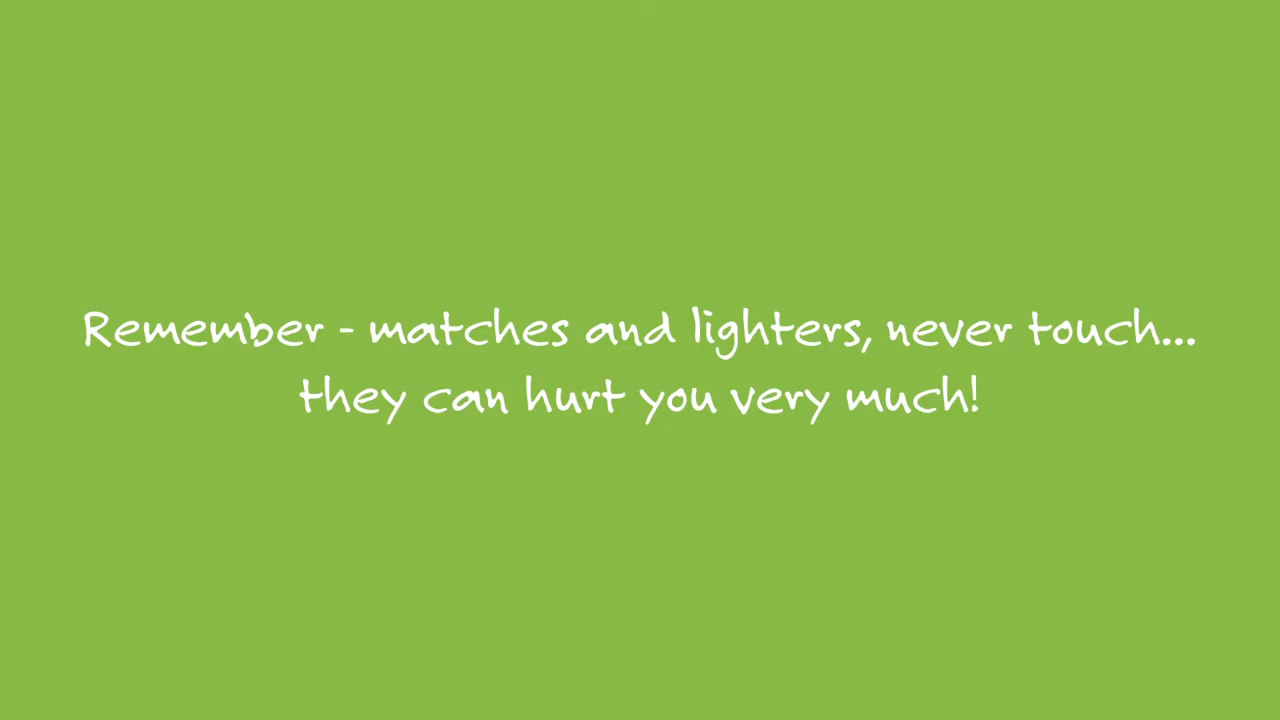 Remember - matches and lighters, never touch...
they can hurt you very much!